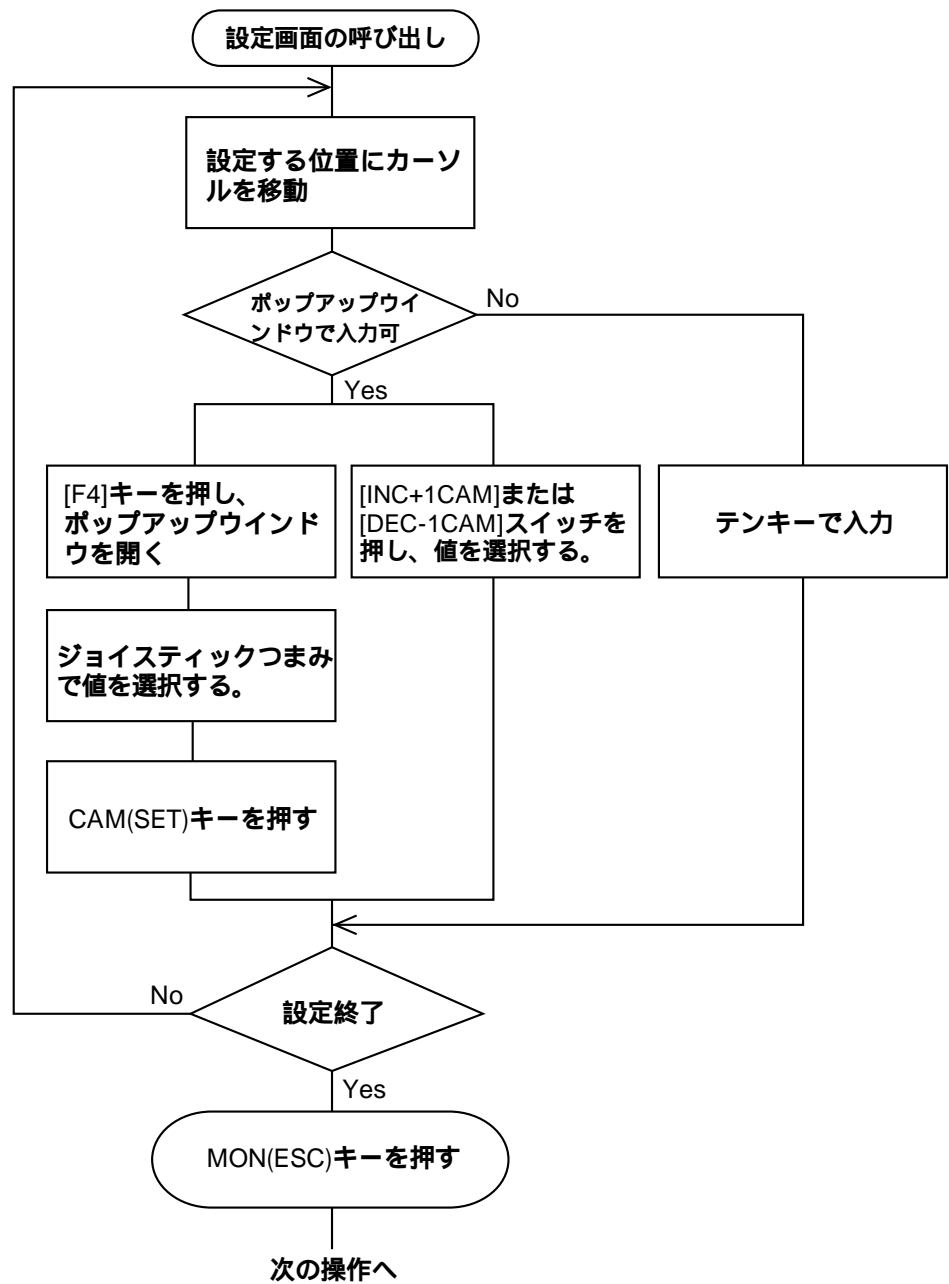 設定画面の呼び出し
設定する位置にカーソ
ルを移動
ポップアップウイ
ンドウで入力可
No
Yes
[F4]キーを押し、
ポップアップウインド
ウを開く
[INC+1CAM]または
[DEC-1CAM]スイッチを
押し、値を選択する。
テンキーで入力
ジョイスティックつまみ
で値を選択する。
CAM(SET)キーを押す
No
設定終了
Yes
MON(ESC)キーを押す
次の操作へ